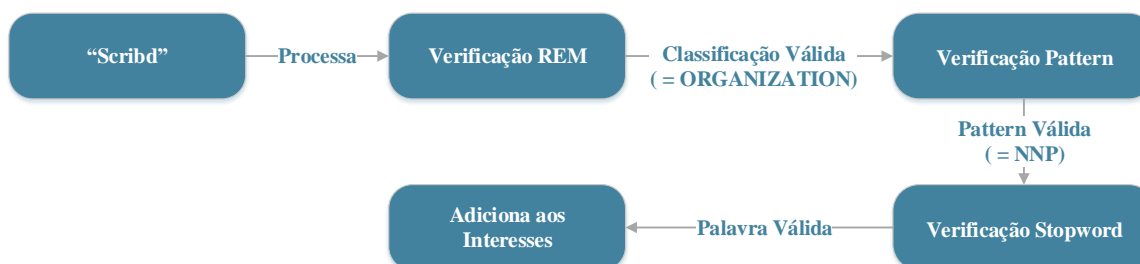 “Scribd”
Processa
Verificação REM
Classificação Válida
( = ORGANIZATION)
Verificação Pattern
Pattern Válida
( = NNP)
Verificação Stopword
Palavra Válida
Adiciona aos
Interesses